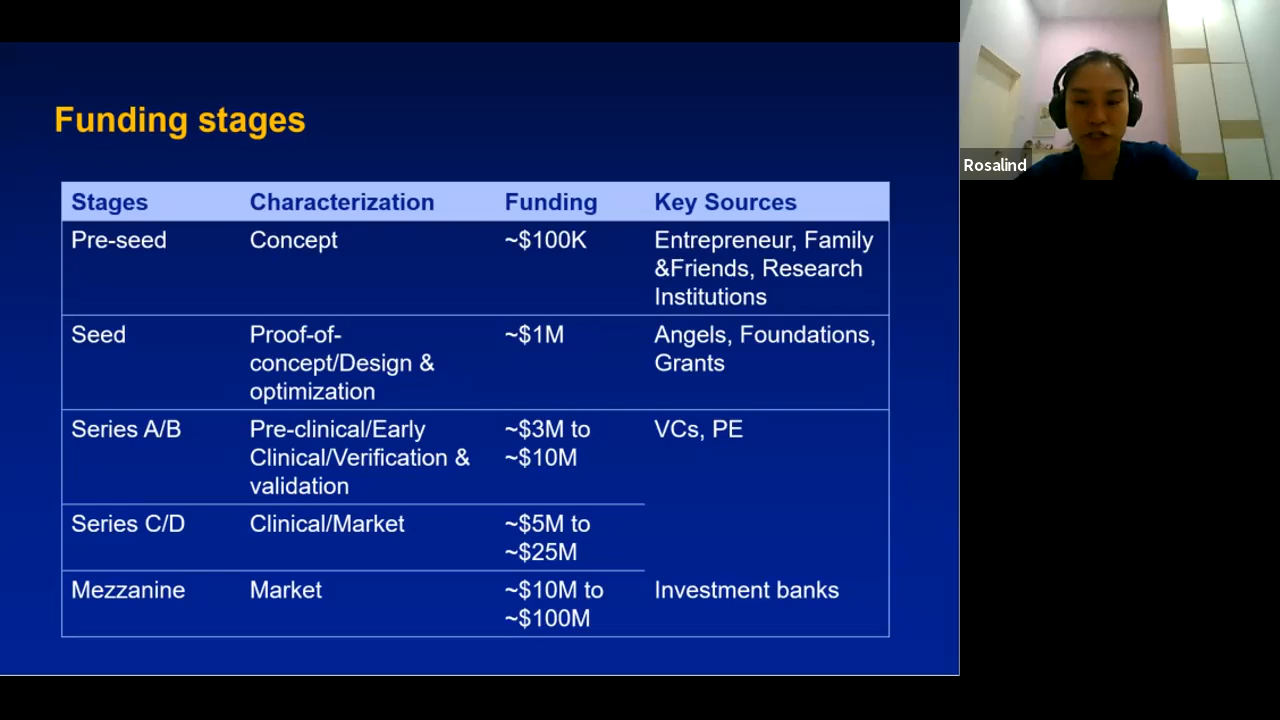 Funding stages
Stages Characterization Funding Key Sources
Pre-seed Concept ~$100K Entrepreneur, Family
&Friends, Research
Institutions
Seed Proof-of- ~$1M Angels, Foundations,
concept/Design & Grants
optimization
Series A/B Pre-clinical/Early ~$3M to VCs, PE
Clinical/Verification & ~$10M
validation
Series C/D Clinical/Market ~$5M to
~$25M
Mezzanine Market ~$10M to Investment banks
~$100M
Rosalind